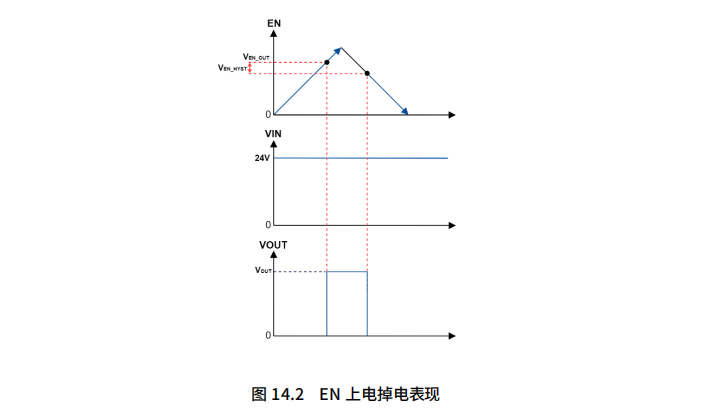 EN
VEN_OUT
VEN_HYST
0
VIN
24V
0
VOUT
VOUT
0
图 14.2 EN 上电掉电表现